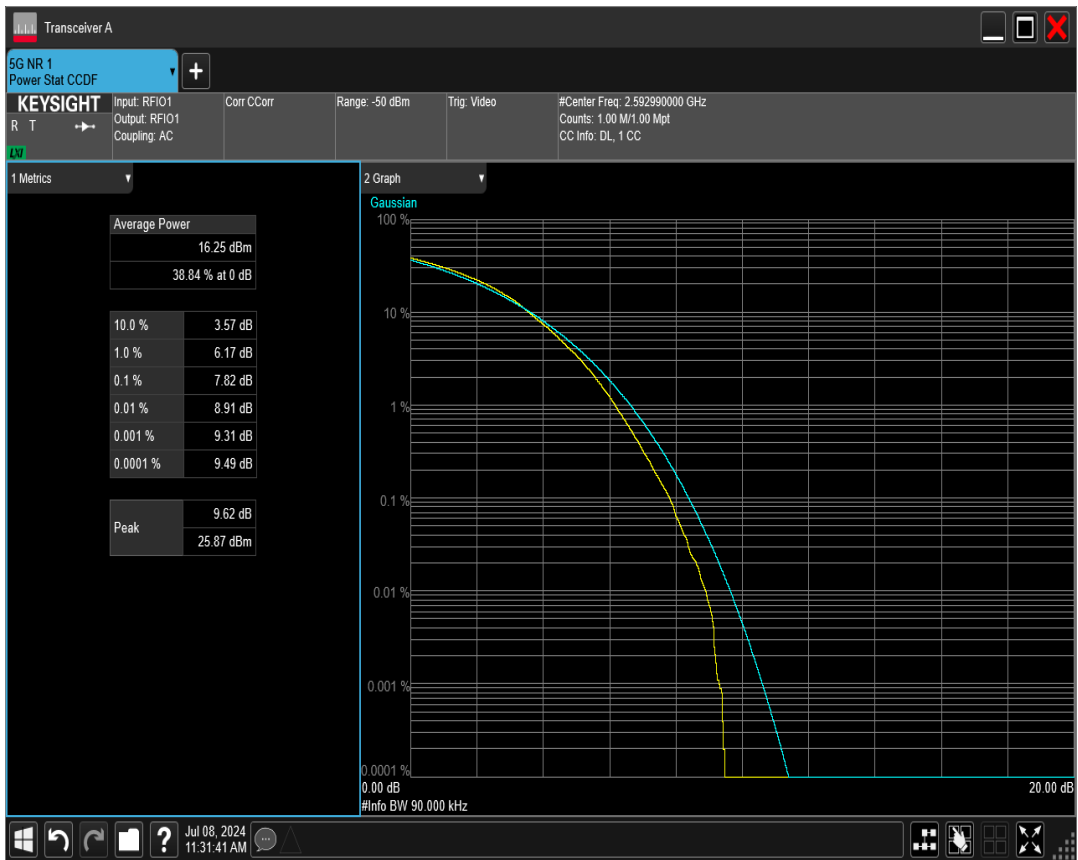 Transceiver A
5G NR 1
Power Stat CCDF
KEYSIGHT
R T
LXI
Input: RFIO1
Output: RFIO1
Coupling: AC
Corr CCorr
Range: -50 dBm
Trig: Video
#Center Freq: 2.592990000 GHz
Counts: 1.00 M/1.00 Mpt
CC Info: DL, 1 CC
1 Metrics
Average Power
16.25 dBm
38.84 % at 0 dB
10.0 % 3.57 dB
1.0 % 6.17 dB
0.1 % 7.82 dB
0.01 % 8.91 dB
0.001 % 9.31 dB
0.0001 % 9.49 dB
Peak
9.62 dB
25.87 dBm
2 Graph
Gaussian
100 %
10 %
1 %
0.1 %
0.01 %
0.001 %
0.0001 %
0.00 dB
20.00 dB
#Info BW 90.000 kHz
?
Jul 08, 2024
11:31:41 AM